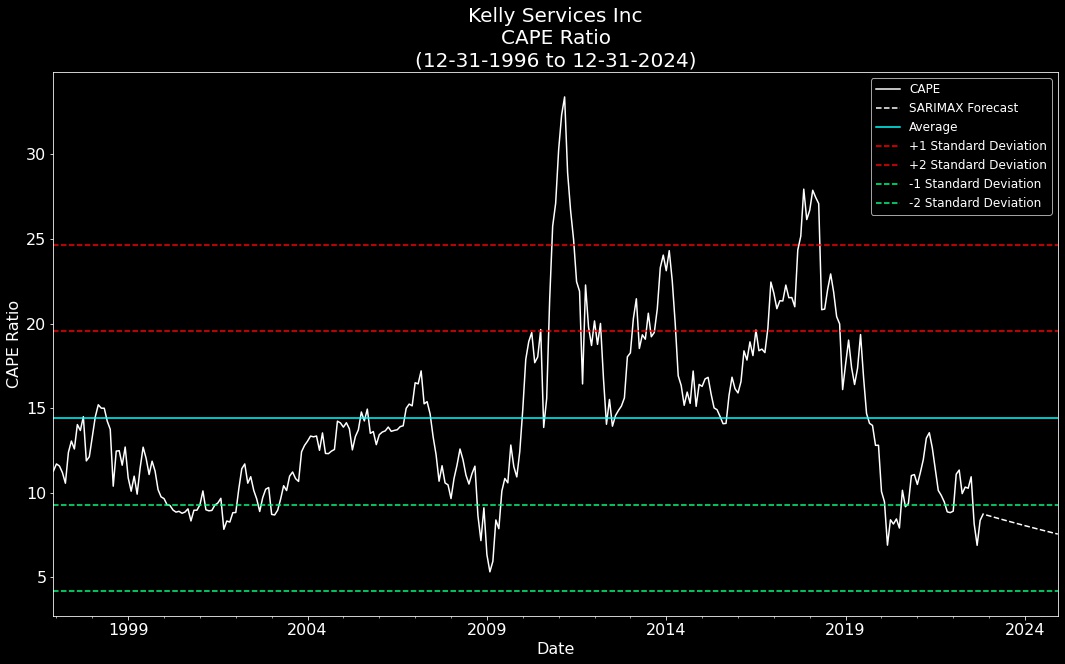 Kelly Services Inc
CAPE Ratio
(12-31-1996 to 12-31-2024)
CAPE
SARIMAX Forecast
Average
+1 Standard Deviation
+2 Standard Deviation
-1 Standard Deviation
-2 Standard Deviation
CAPE Ratio
30
25
20
15
10
5
1999
2004
2009
2014
2019
2024
Date